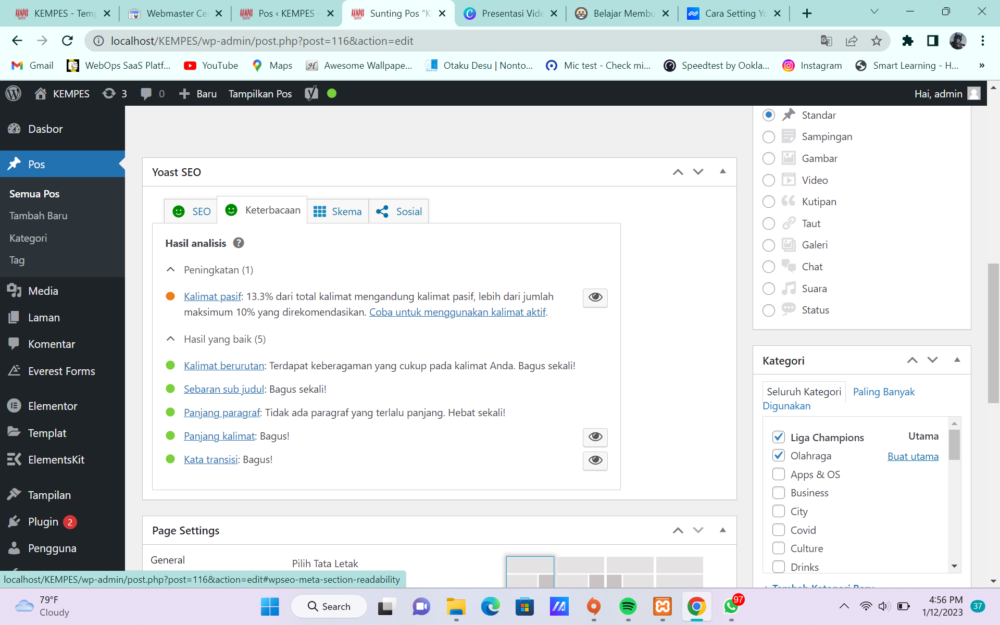 KEMPES - Temp
Webmaster Ce
Pos ‹ KEMPES -
Sunting Pos “K
Presentasi Vide
Belajar Membu
Cara Setting Yo
localhost/KEMPES/wp-admin/post.php?post=116&action=edit
Gmail
WebOps SaaS Platf...
YouTube
Maps
Awesome Wallpape...
Otaku Desu | Nonto...
Mic test - Check mi...
Speedtest by Ookla...
Instagram
Smart Learning - H...
»
KEMPES
3
0
Baru
Tampilkan Pos
Hai, admin
Dasbor
Pos
Semua Pos
Tambah Baru
Kategori
Tag
Media
Laman
Komentar
Everest Forms
Elementor
Templat
ElementsKit
Tampilan
Plugin 2
Pengguna
Yoast SEO
SEO
Keterbacaan
Skema
Sosial
Hasil analisis
Peningkatan (1)
Kalimat pasif: 13.3% dari total kalimat mengandung kalimat pasif, lebih dari jumlah
maksimum 10% yang direkomendasikan. Coba untuk menggunakan kalimat aktif.
Hasil yang baik (5)
Kalimat berurutan: Terdapat keberagaman yang cukup pada kalimat Anda. Bagus sekali!
Sebaran sub judul: Bagus sekali!
Panjang paragraf: Tidak ada paragraf yang terlalu panjang. Hebat sekali!
Panjang kalimat: Bagus!
Kata transisi: Bagus!
Page Settings
General
Pilih Tata Letak
Standar
Sampingan
Gambar
Video
Kutipan
Taut
Galeri
Chat
Suara
Status
Kategori
Seluruh Kategori
Paling Banyak
Digunakan
Liga Champions
Utama
Olahraga
Buat utama
Apps & OS
Business
City
Covid
Culture
Drinks
+ Tambah Kategori Baru
localhost/KEMPES/wp-admin/post.php?post=116&action=edit#wpseo-meta-section-readability
79°F
Cloudy
Search
97
4:56 PM
1/12/2023
37